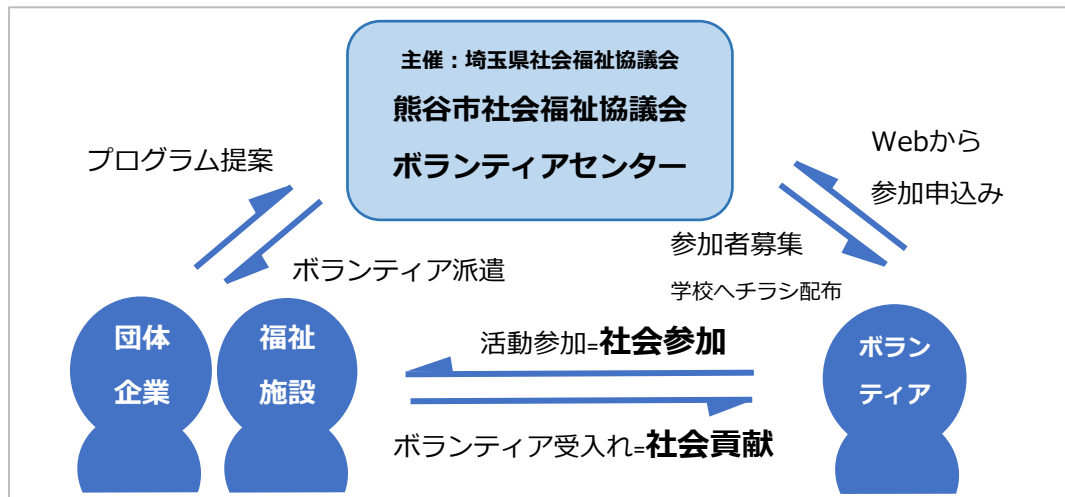 主催：埼玉県社会福祉協議会
熊谷市社会福祉協議会
ボランティアセンター
プログラム提案
Webから
参加申込み
ボランティア派遣
参加者募集
学校へチラシ配布
団体
企業
福祉
施設
活動参加=社会参加
ボランティア受入れ=社会貢献
ボラン
ティア